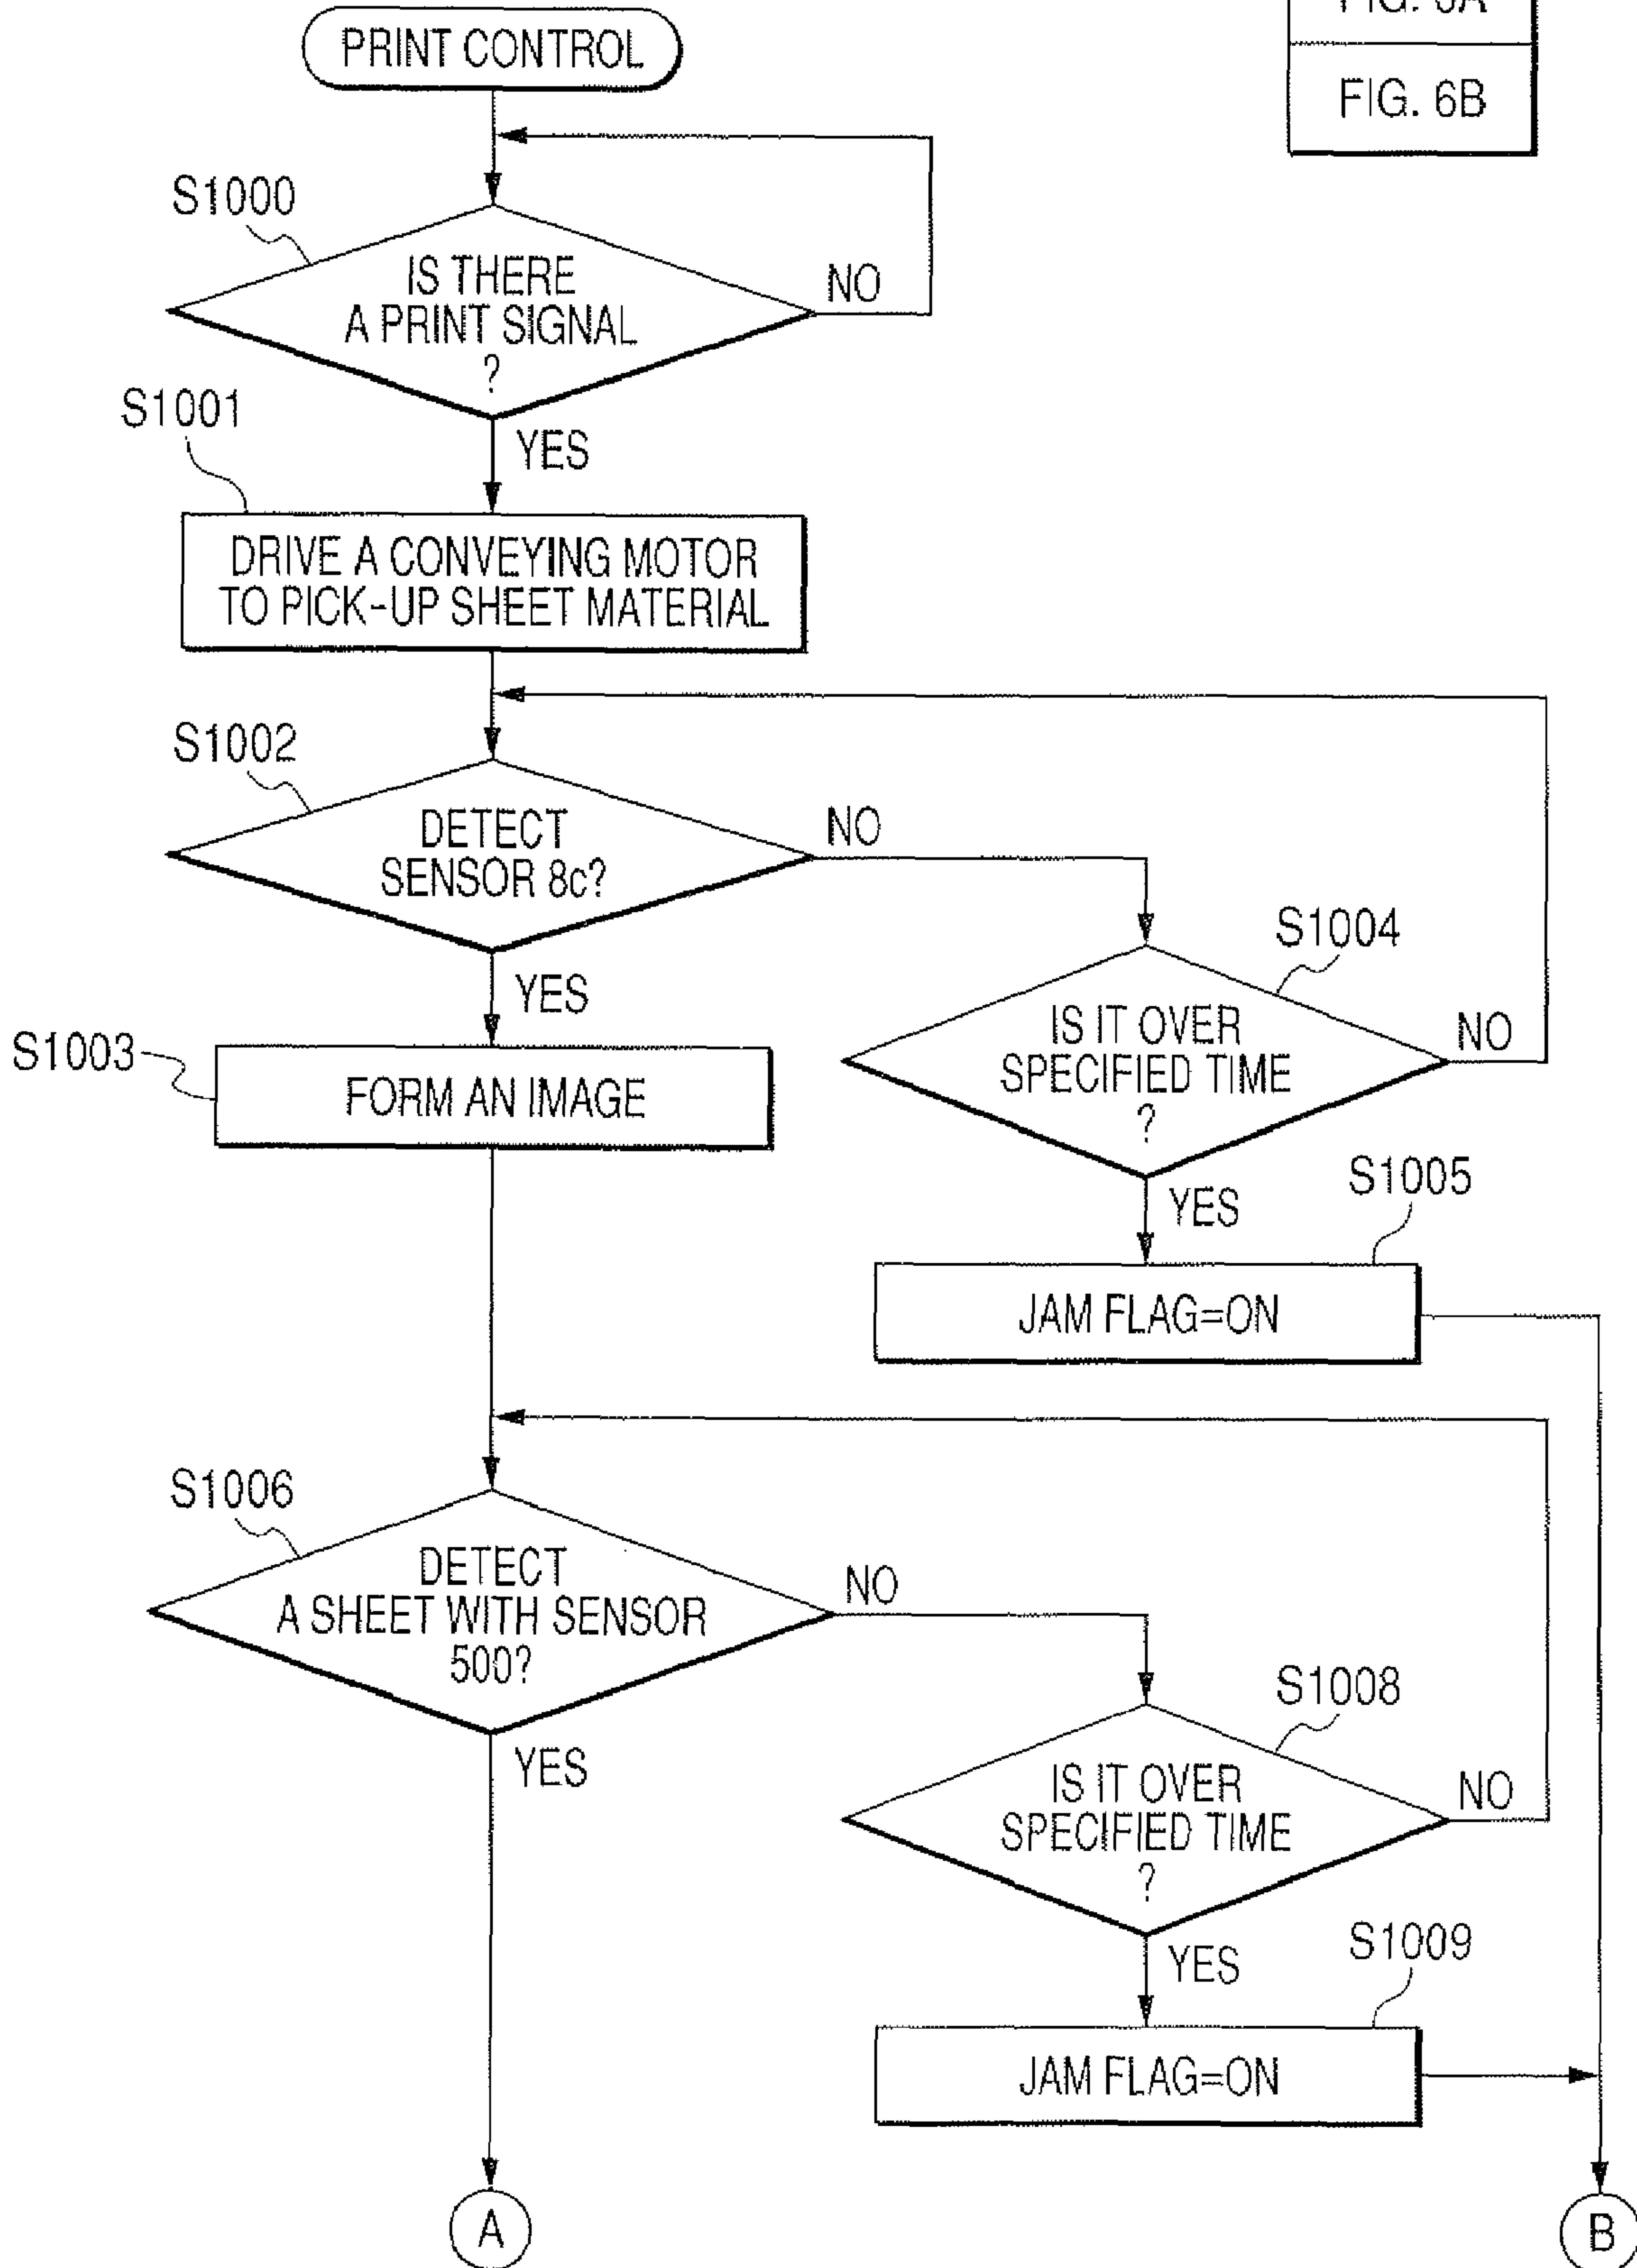 PRINT CONTROL
FIG. 6B
S1000
IS THERE
A PRINT SIGNAL
?
NO
YES
S1001
DRIVE A CONVEYING MOTOR
TO PICK-UP SHEET MATERIAL
S1002
DETECT
SENSOR 8c?
NO
YES
S1003
FORM AN IMAGE
S1004
IS IT OVER
SPECIFIED TIME
?
NO
YES
S1005
JAM FLAG=ON
S1006
DETECT
A SHEET WITH SENSOR
500?
NO
YES
S1008
IS IT OVER
SPECIFIED TIME
?
NO
YES
S1009
JAM FLAG=ON
A
B